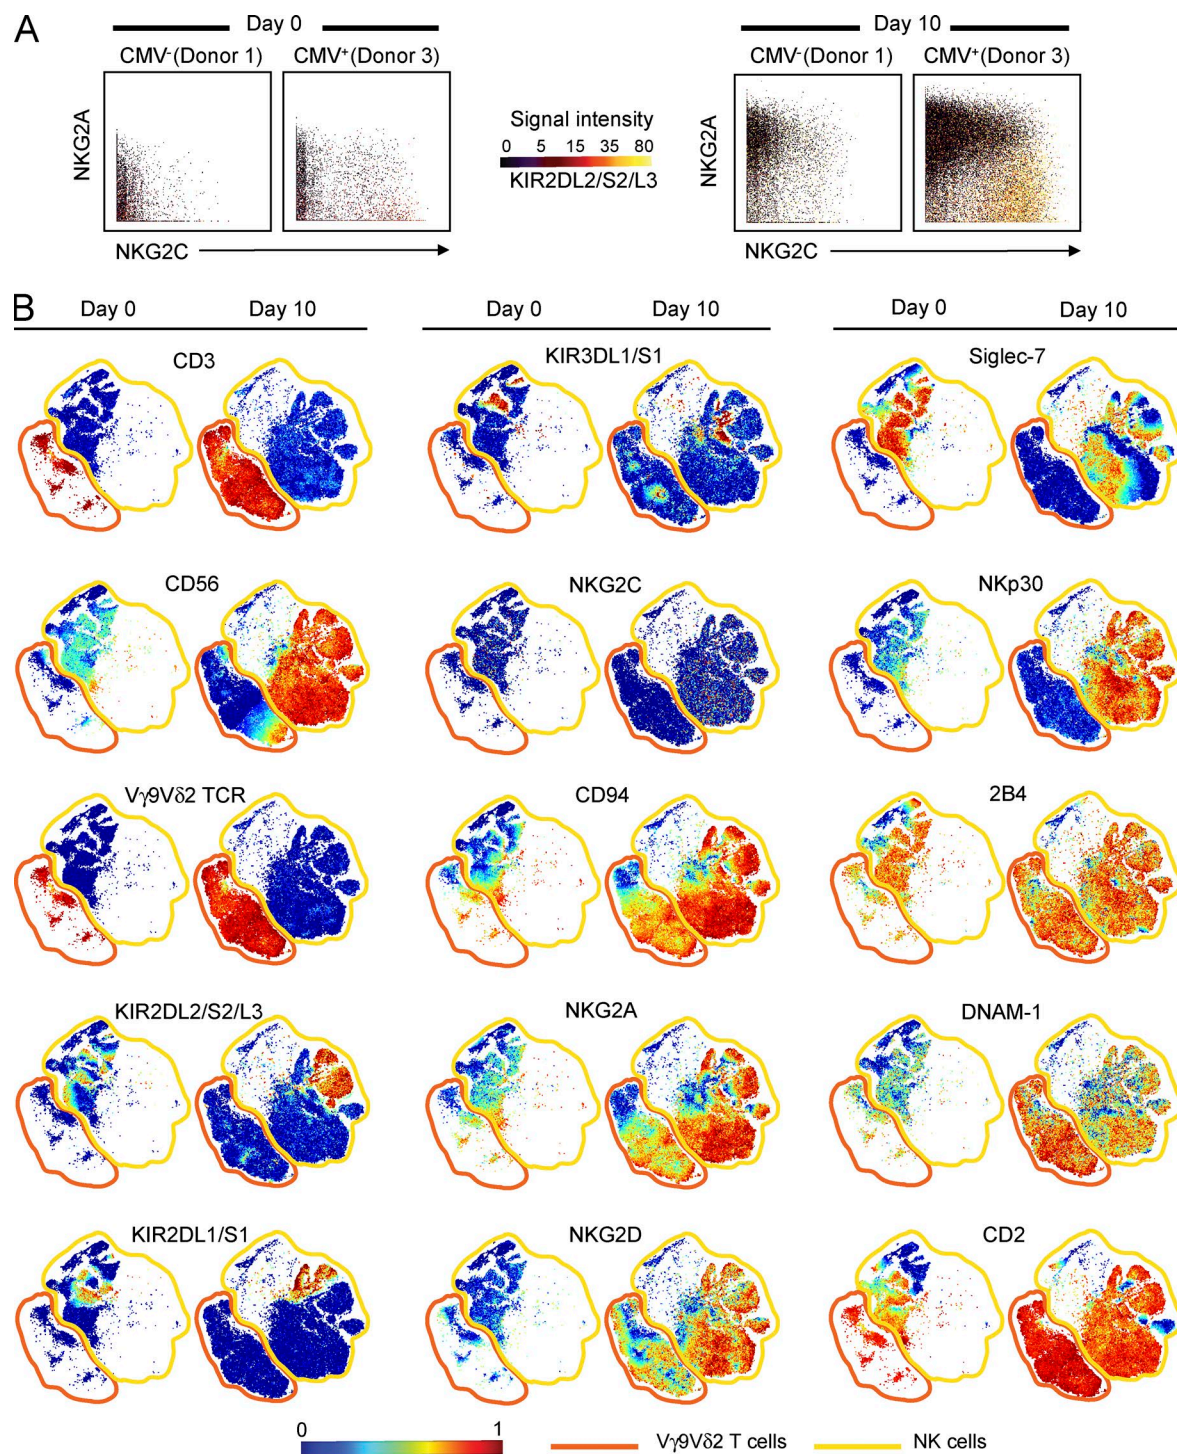 A
Day 0
Day 10
CMV-(Donor 1)
CMV+(Donor 3)
CMV-(Donor 1)
CMV+(Donor 3)
NKG2A
Signal intensity
0 5 15 35 80
KIR2DL2/S2/L3
NKG2A
NKG2C
NKG2C
B
Day 0
Day 10
Day 0
Day 10
Day 0
Day 10
CD3
KIR3DL1/S1
Siglec-7
CD56
NKG2C
NKp30
Vγ9Vδ2 TCR
CD94
2B4
KIR2DL2/S2/L3
NKG2A
DNAM-1
KIR2DL1/S1
NKG2D
CD2
0
1
Vγ9Vδ2 T cells
NK cells